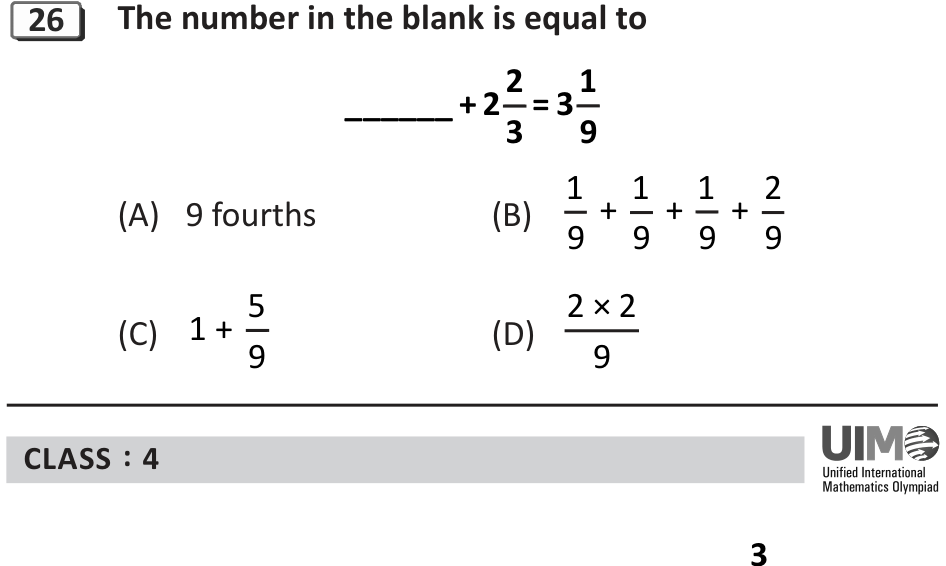 26 The number in the blank is equal to
______ + 2 2/3 = 3 1/9
(A) 9 fourths (B) 1/9 + 1/9 + 1/9 + 2/9
(C) 1 + 5/9 (D) 2 × 2/9
CLASS : 4
UIMO
Unified International
Mathematics Olympiad
3